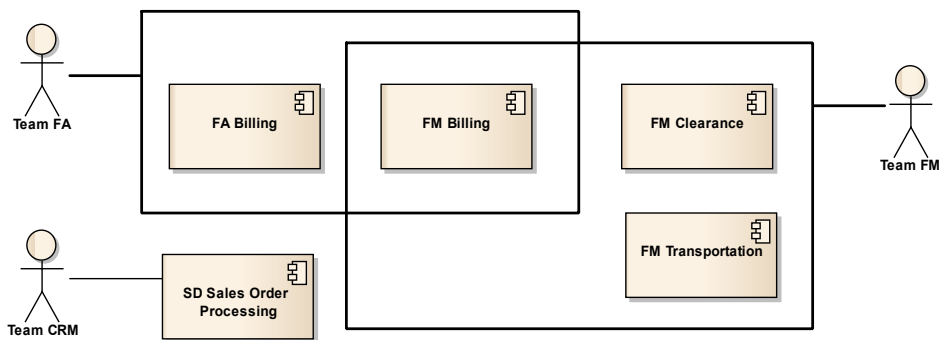 Team FA
FA Billing
FM Billing
FM Clearance
Team FM
FM Transportation
SD Sales Order
Processing
Team CRM